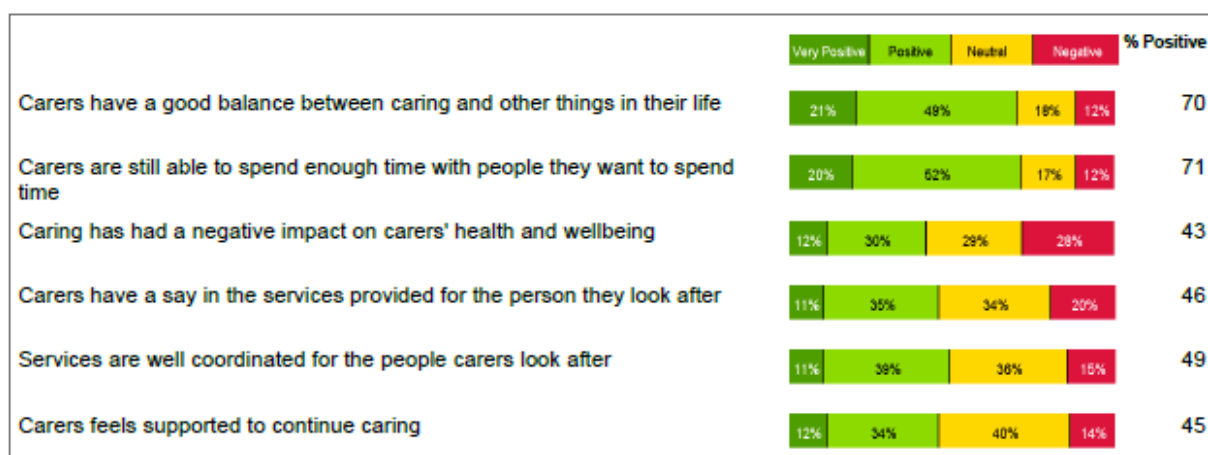 Very Positive Positive Neutral Negative % Positive
Carers have a good balance between caring and other things in their life 21% 49% 18% 12% 70
Carers are still able to spend enough time with people they want to spend
time 20% 52% 17% 12% 71
Caring has had a negative impact on carers' health and wellbeing 12% 30% 29% 28% 43
Carers have a say in the services provided for the person they look after 11% 35% 34% 20% 46
Services are well coordinated for the people carers look after 11% 39% 36% 15% 49
Carers feels supported to continue caring 12% 34% 40% 14% 45